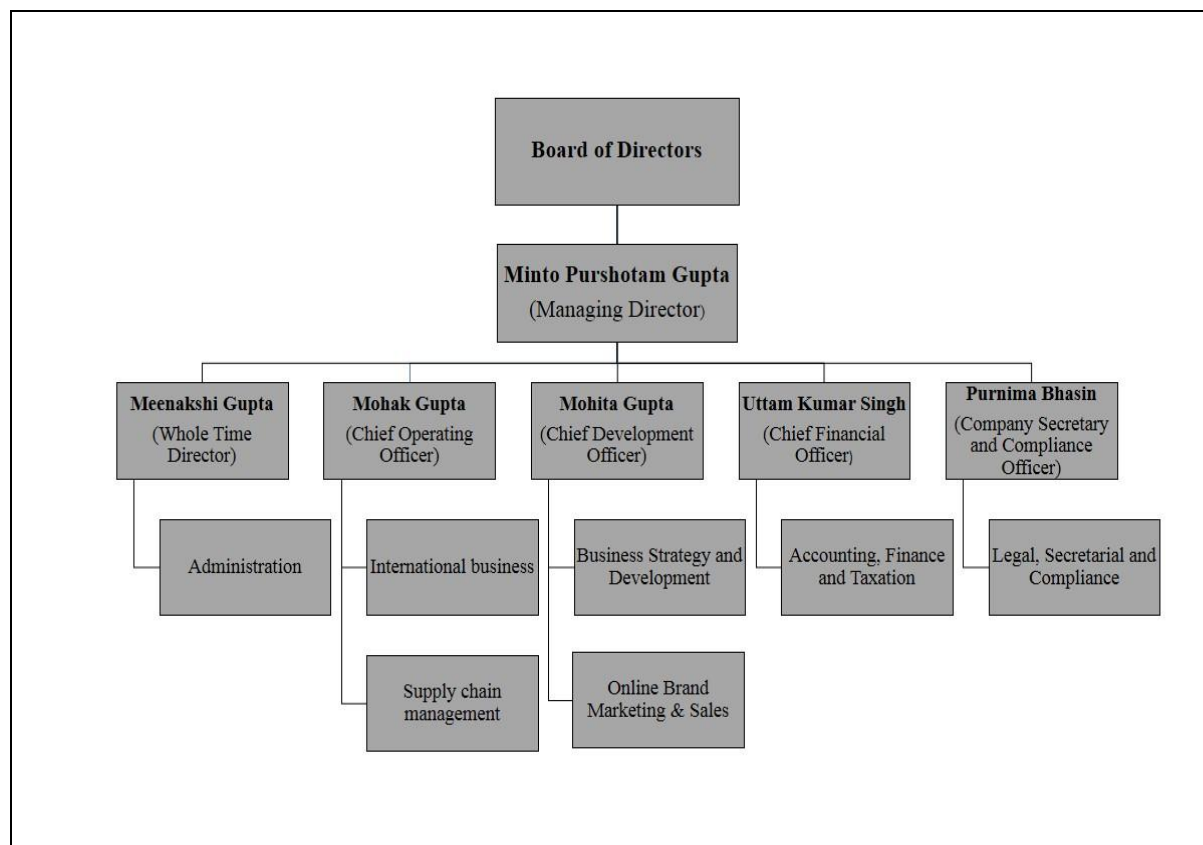 Board of Directors
Minto Purshotam Gupta
(Managing Director)
Meenakshi Gupta
(Whole Time
Director)
Mohak Gupta
(Chief Operating
Officer)
Mohita Gupta
(Chief Development
Officer)
Uttam Kumar Singh
(Chief Financial
Officer)
Purnima Bhasin
(Company Secretary
and Compliance
Officer)
Administration
International business
Business Strategy and
Development
Accounting, Finance
and Taxation
Legal, Secretarial and
Compliance
Supply chain
management
Online Brand
Marketing & Sales